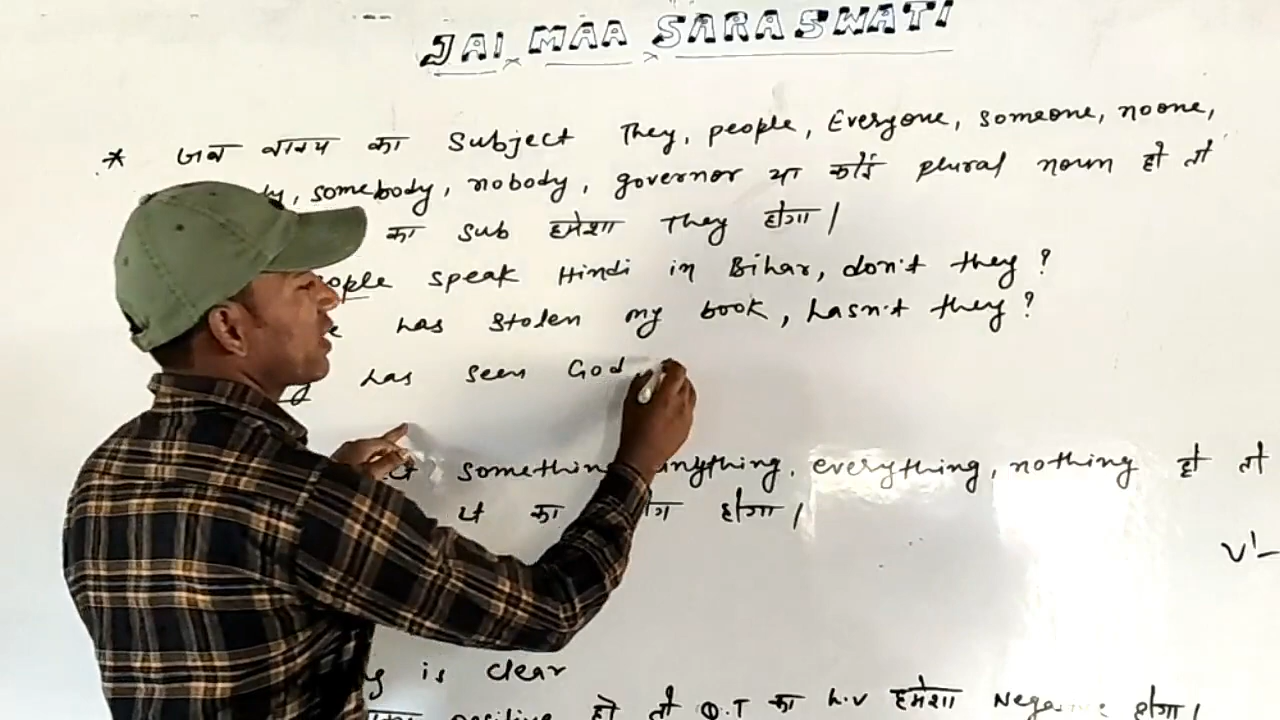 JAI MAA SARASWATI
* जब वाक्य का Subject They, people, Everyone, someone, noone,
somebody, nobody, governor या कोई plural noun हो तो
का sub हमेशा They होगा।
speak Hindi in Bihar, don't they?
has stolen my book, hasn't they?
has seen God
something anything, everything, nothing हो तो
का होगा।
V¹-
is clear
positive हो तो Q.T का h.v हमेशा होगा।